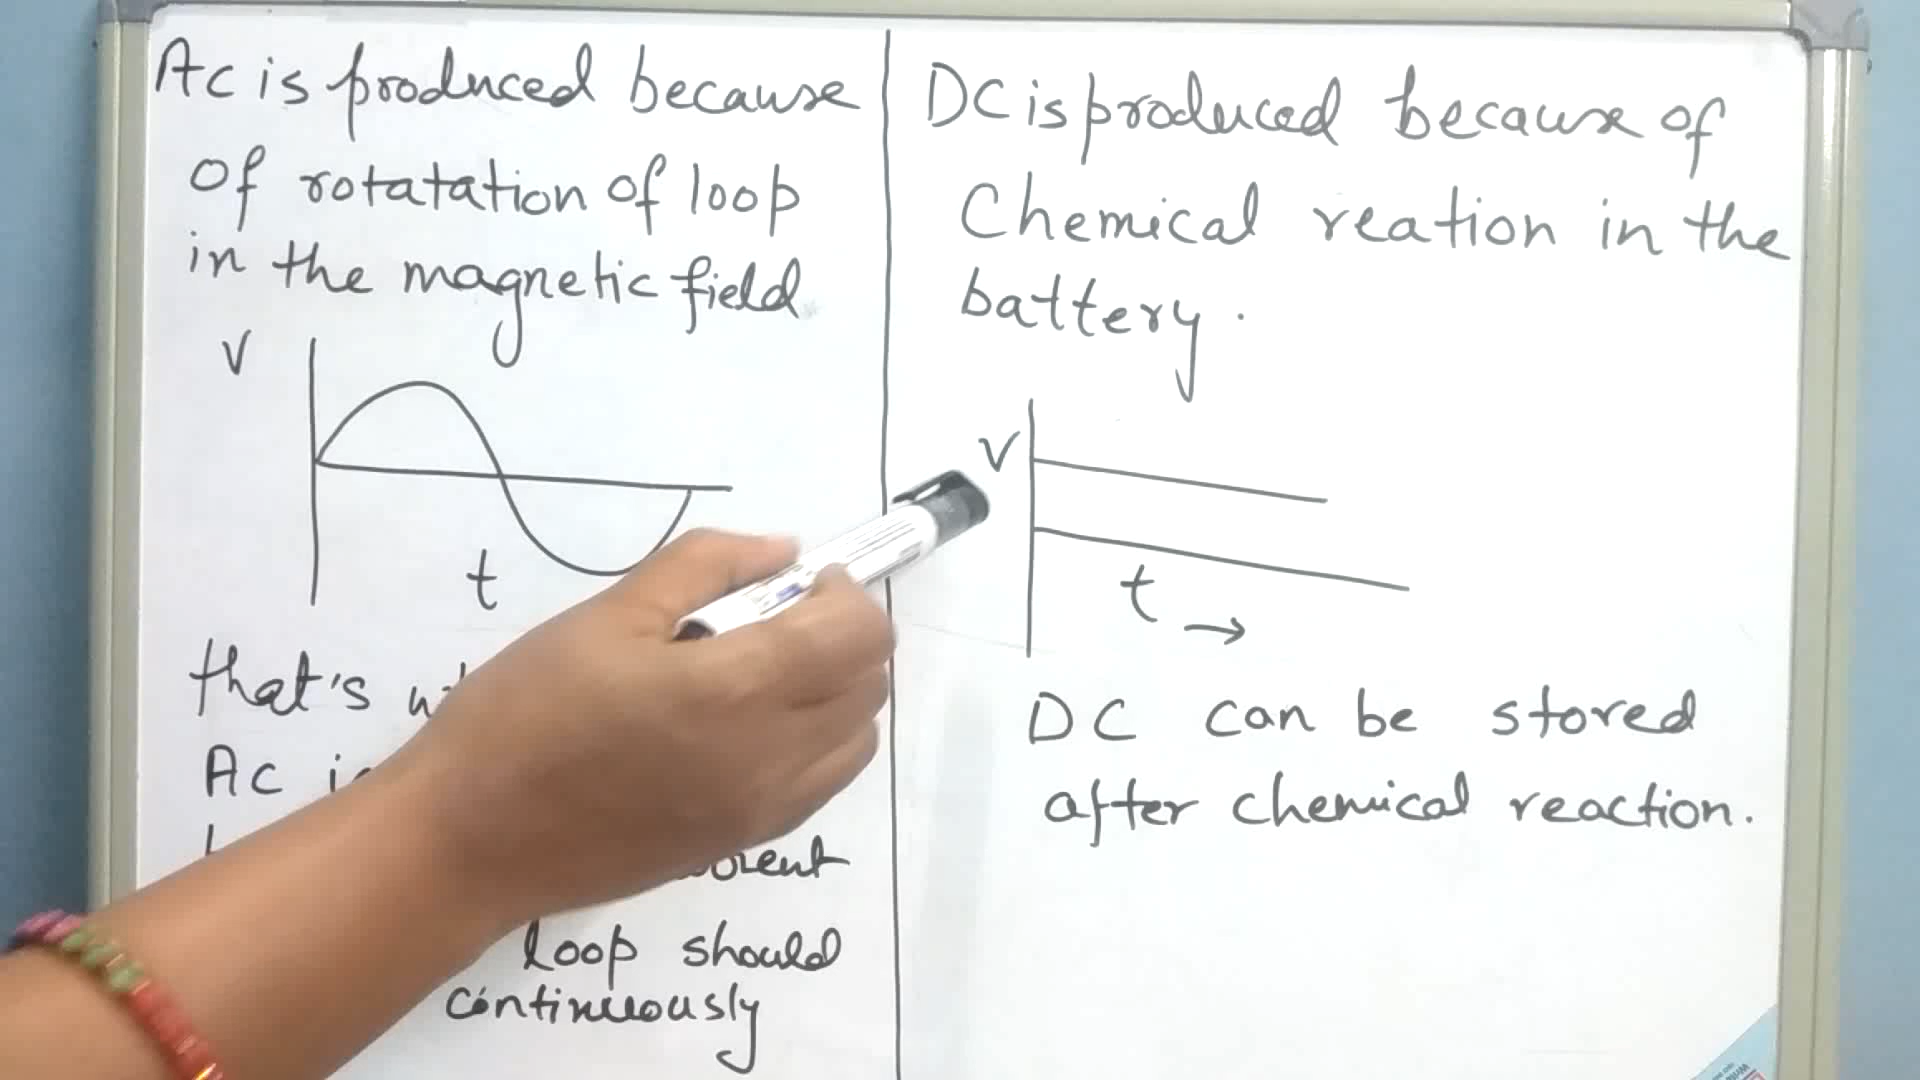 Ac is produced because
of rotatation of loop
in the magnetic field
V
t
that's
Ac
loop should
continuously
DC is produced because of
Chemical reation in the
battery.
V
t →
DC can be stored
after chemical reaction.